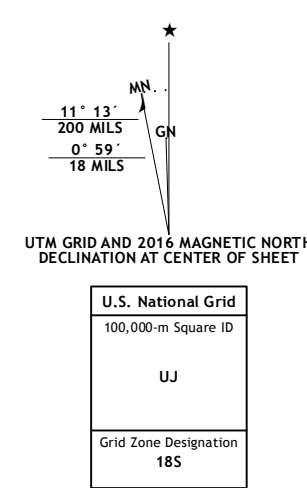 ★
MN
11° 13´
200 MILS
GN
0° 59´
18 MILS
UTM GRID AND 2016 MAGNETIC NORTH
DECLINATION AT CENTER OF SHEET
U.S. National Grid
100,000-m Square ID
UJ
Grid Zone Designation
18S